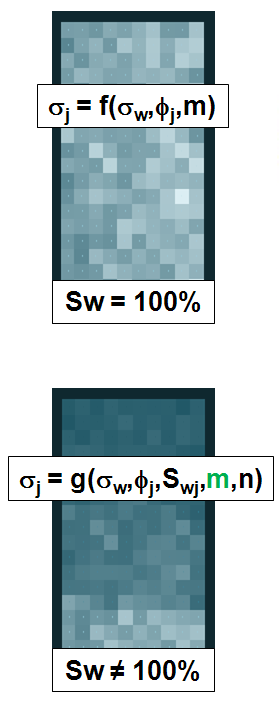 σj = f(σw,ϕj,m)
Sw = 100%
σj = g(σw,ϕj,Swj,m,n)
Sw ≠ 100%